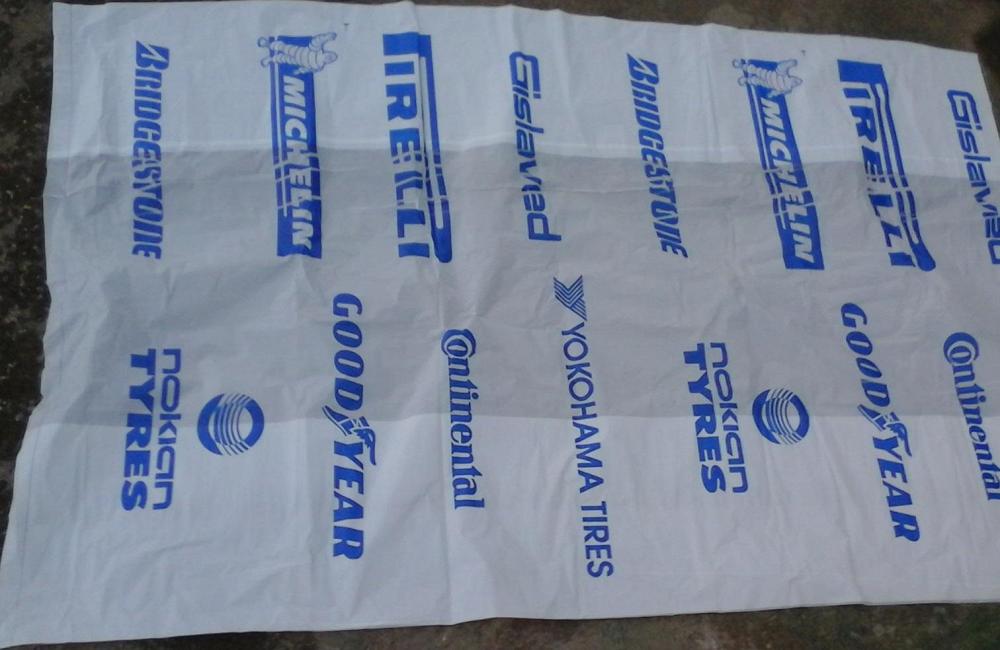 BRIDGESTONE
MICHELIN
PIRELLI
Gislaved
BRIDGESTONE
MICHELIN
PIRELLI
Gislaved
nokian
TYRES
GOODYEAR
Continental
YOKOHAMA TIRES
nokian
TYRES
GOODYEAR
Continental